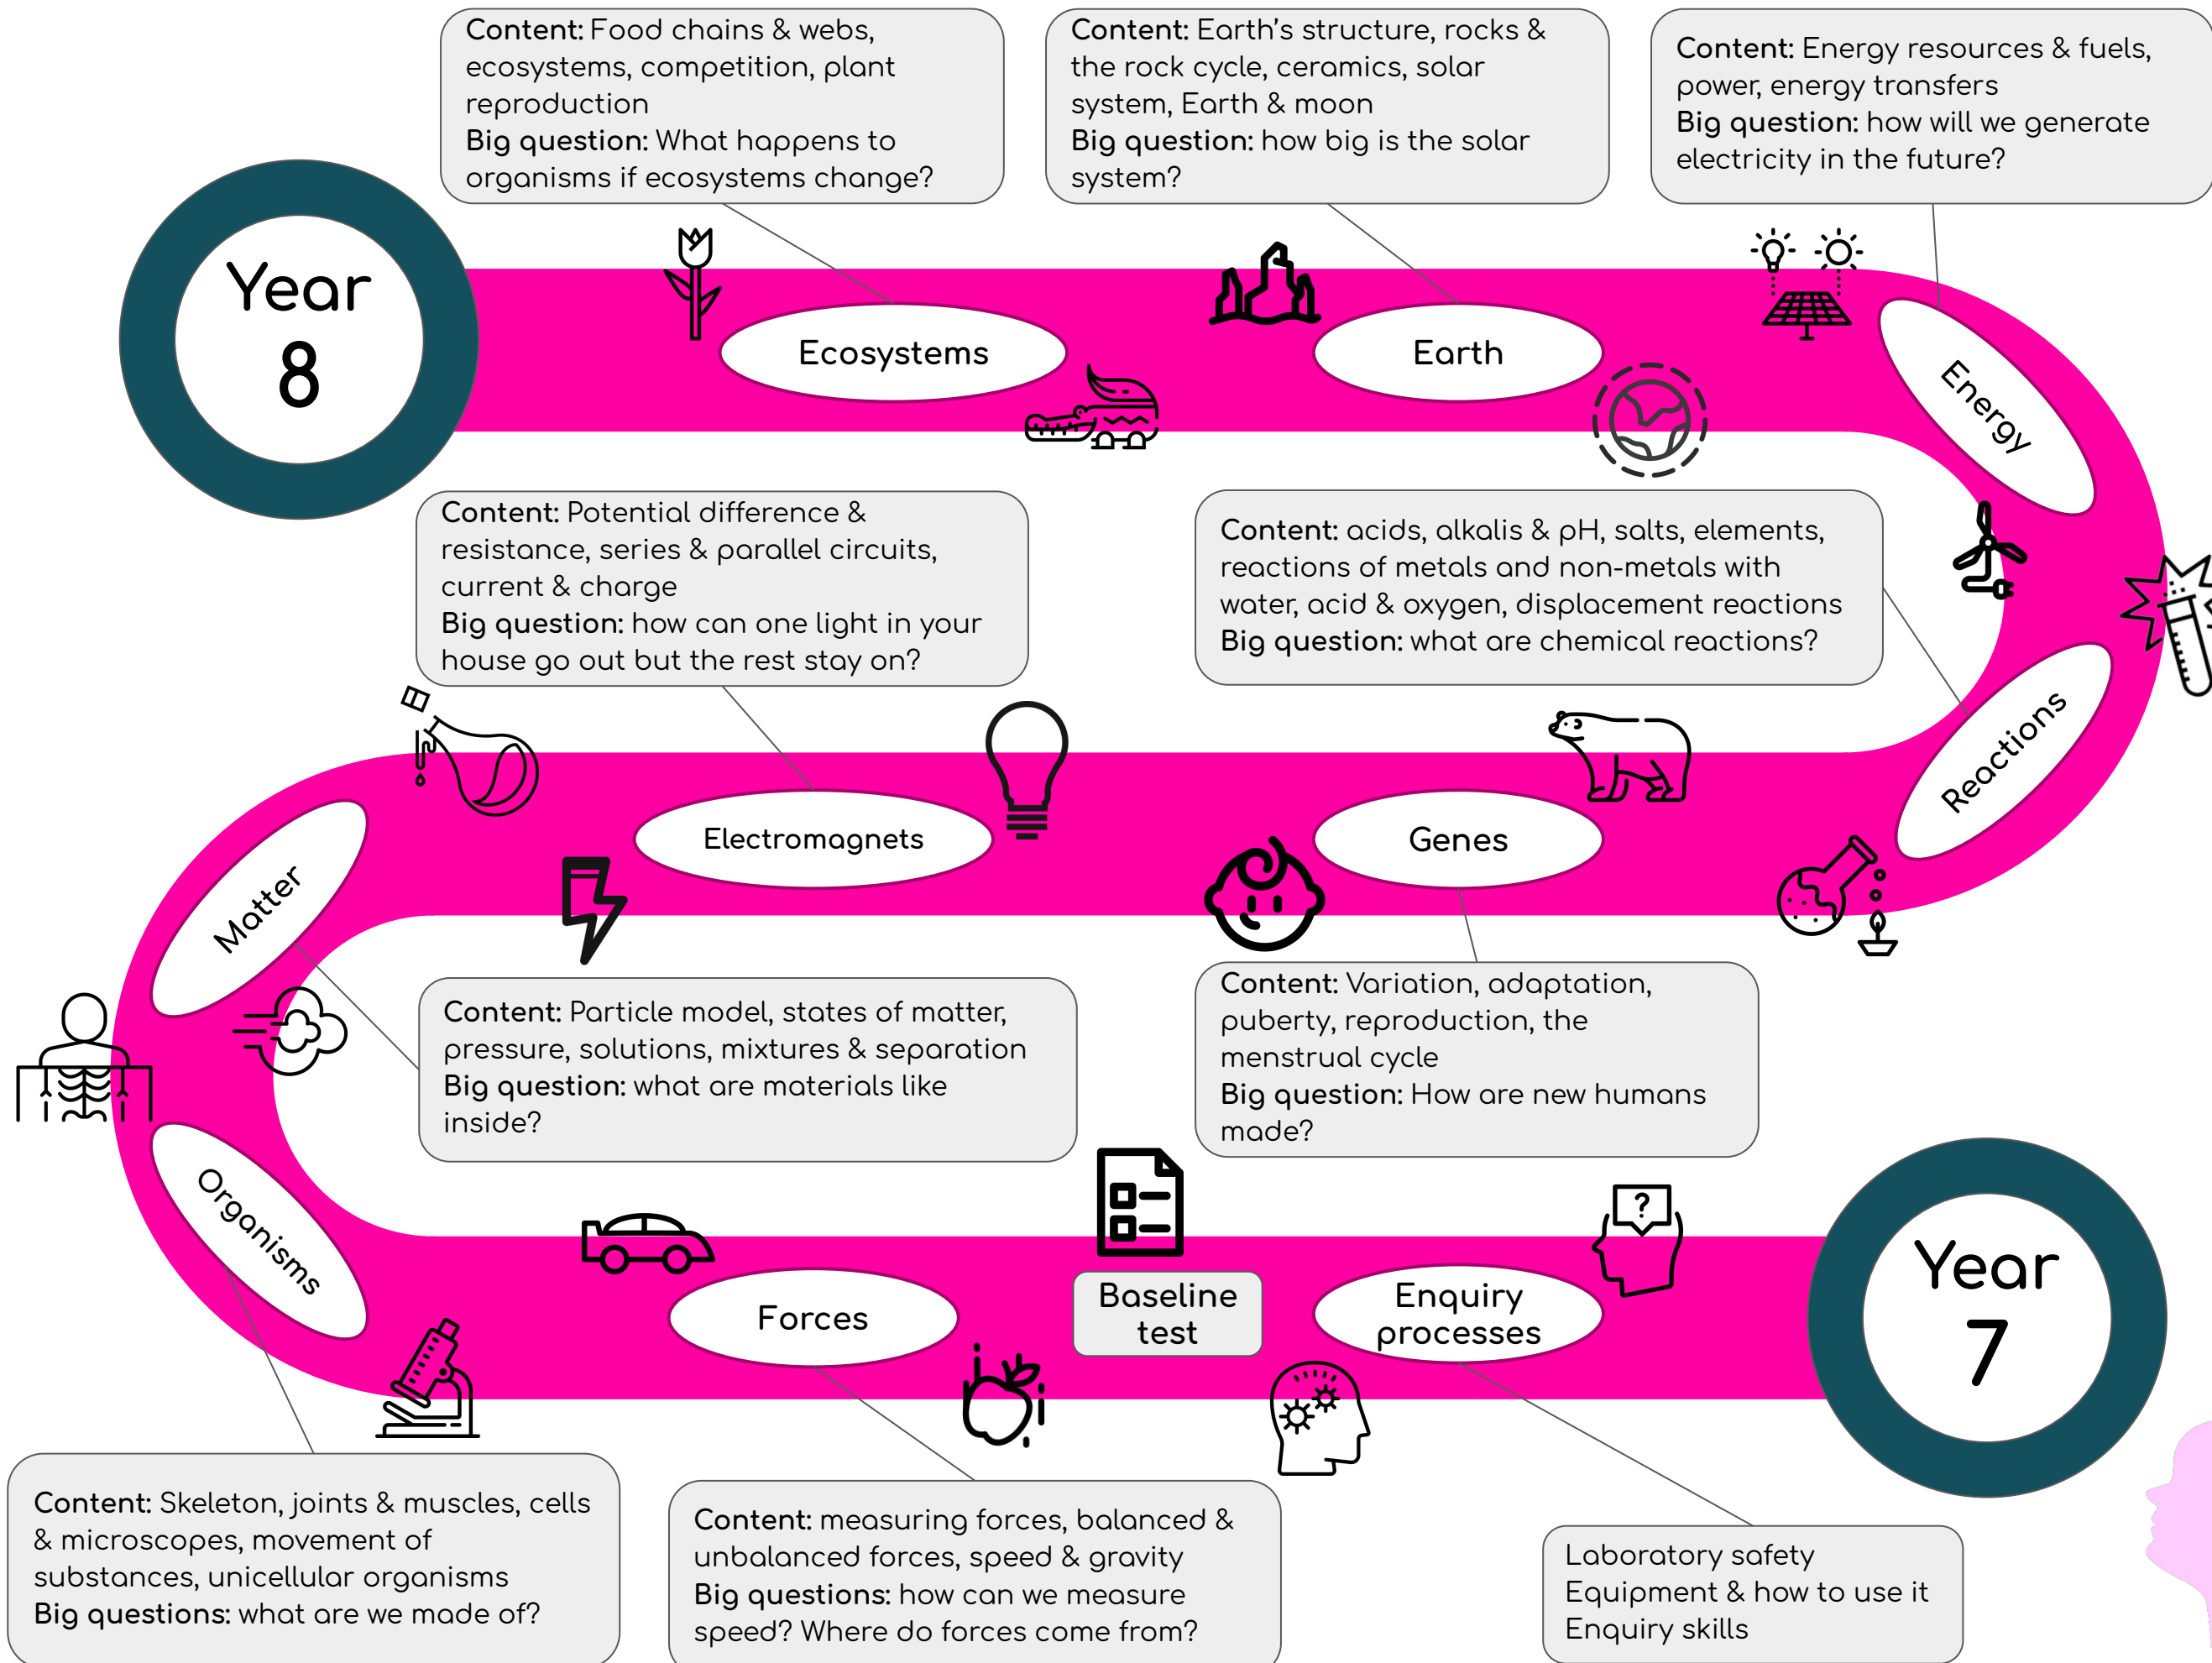 Content: Food chains & webs,
ecosystems, competition, plant
reproduction
Big question: What happens to
organisms if ecosystems change?
Content: Earth's structure, rocks &
the rock cycle, ceramics, solar
system, Earth & moon
Big question: how big is the solar
system?
Content: Energy resources & fuels,
power, energy transfers
Big question: how will we generate
electricity in the future?
Year
8
Ecosystems
Earth
Energy
Content: Potential difference &
resistance, series & parallel circuits,
current & charge
Big question: how can one light in your
house go out but the rest stay on?
Content: acids, alkalis & pH, salts, elements,
reactions of metals and non-metals with
water, acid & oxygen, displacement reactions
Big question: what are chemical reactions?
Reactions
Genes
Electromagnets
Matter
Content: Particle model, states of matter,
pressure, solutions, mixtures & separation
Big question: what are materials like
inside?
Content: Variation, adaptation,
puberty, reproduction, the
menstrual cycle
Big question: How are new humans
made?
Organisms
Forces
Baseline
test
Enquiry
processes
?
Year
7
Content: Skeleton, joints & muscles, cells
& microscopes, movement of
substances, unicellular organisms
Big questions: what are we made of?
Content: measuring forces, balanced &
unbalanced forces, speed & gravity
Big questions: how can we measure
speed? Where do forces come from?
Laboratory safety
Equipment & how to use it
Enquiry skills